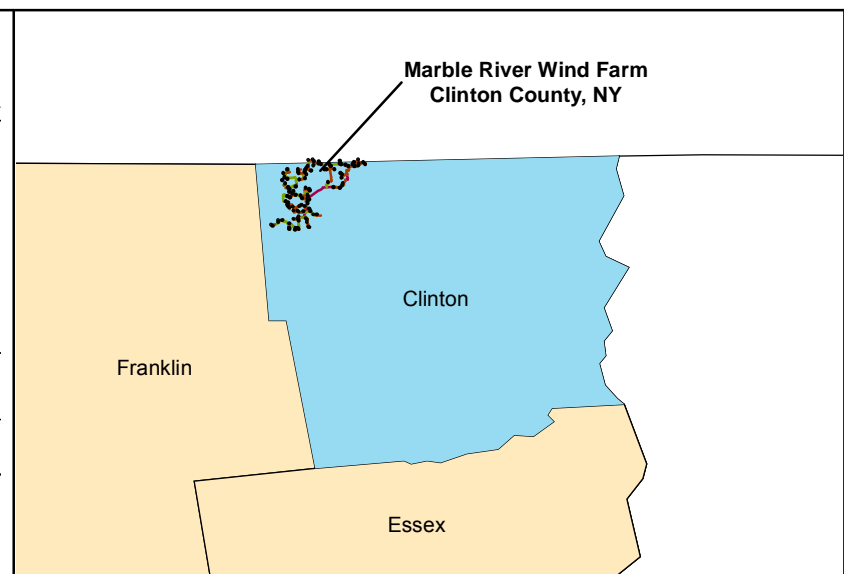 Marble River Wind Farm
Clinton County, NY
Clinton
Franklin
Essex